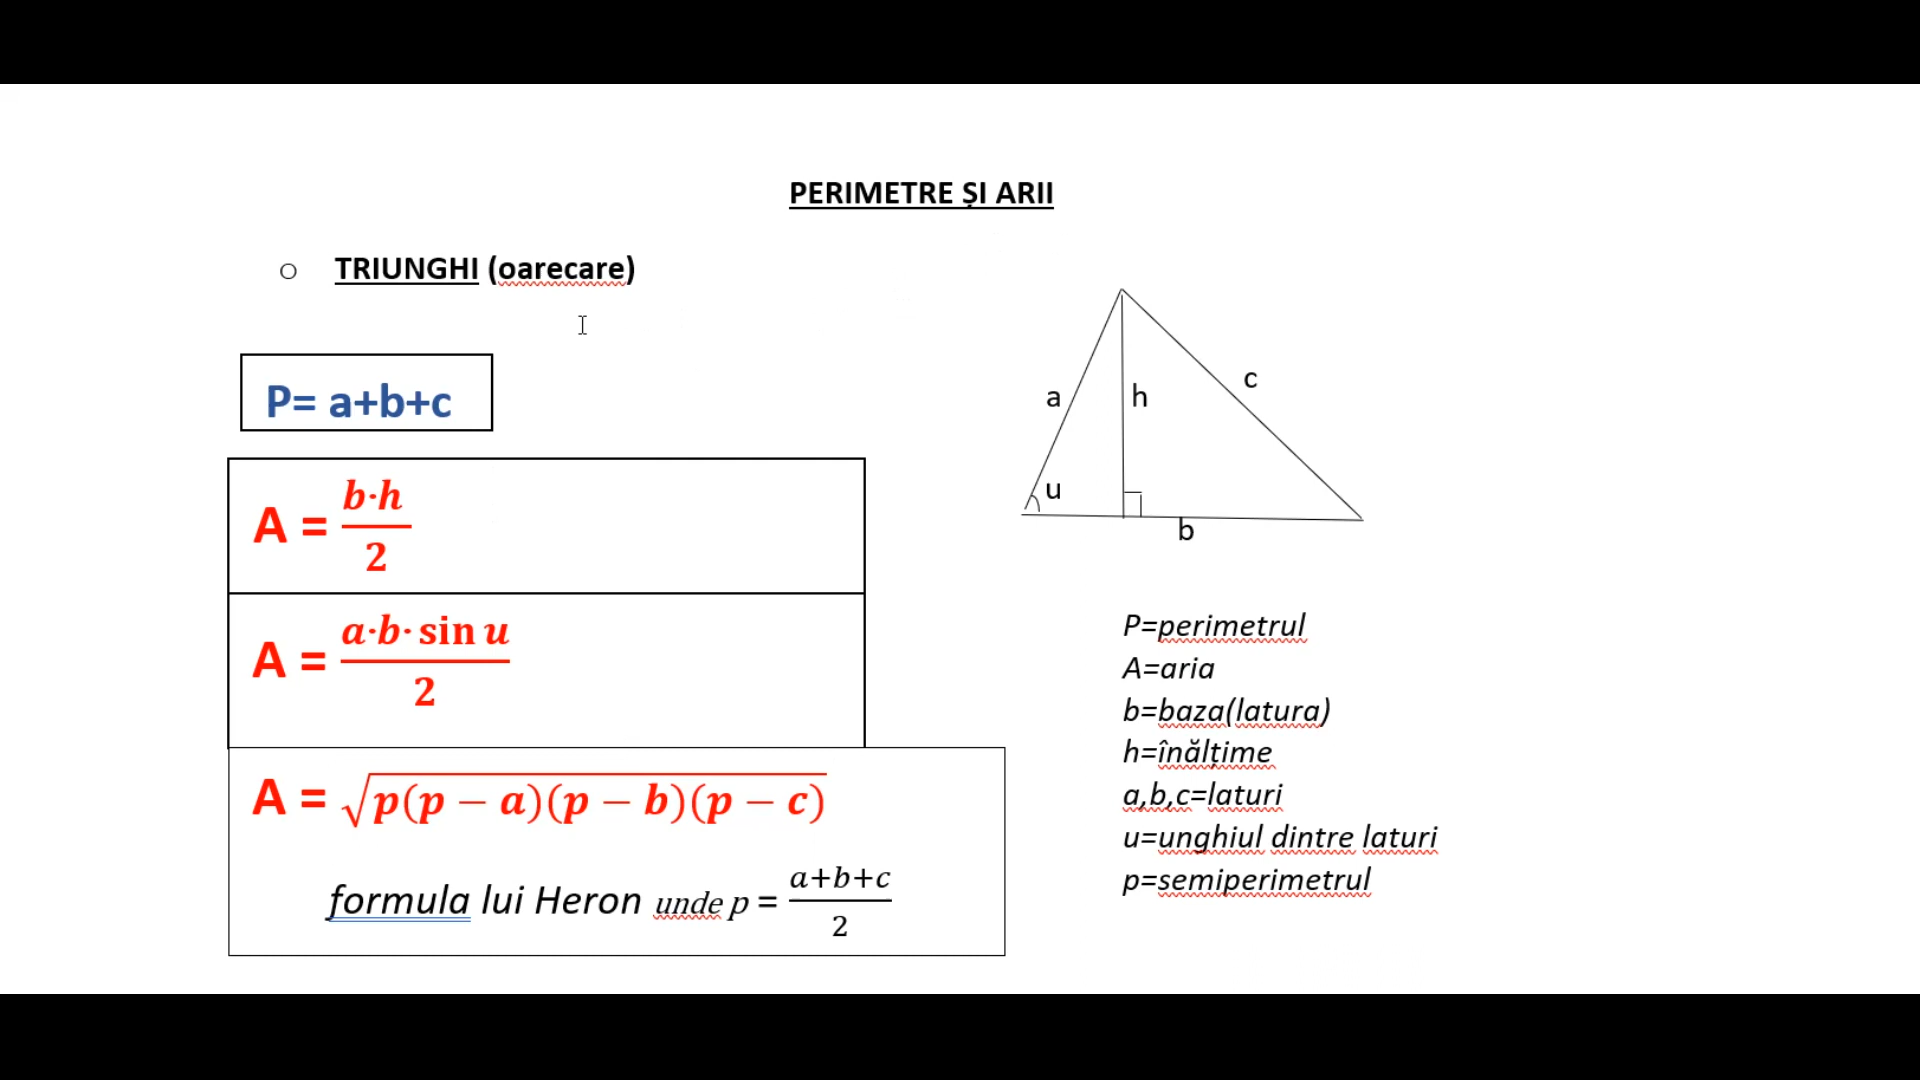 PERIMETRE ȘI ARII
TRIUNGHI (oarecare)
P= a+b+c
A = b·h / 2
A = a·b· sin u / 2
A = √p(p − a)(p − b)(p − c)
formula lui Heron unde p = a+b+c / 2
a
h
c
u
b
P=perimetrul
A=aria
b=baza(latura)
h=înălțime
a,b,c=laturi
u=unghiul dintre laturi
p=semiperimetrul